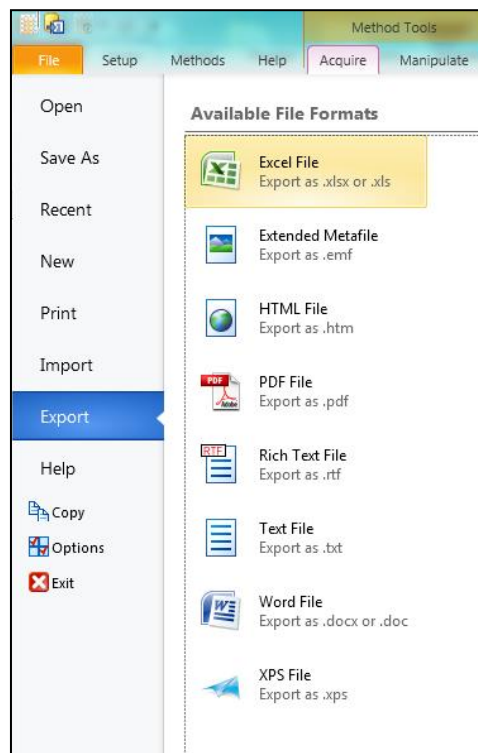 Method Tools
File Setup Methods Help Acquire Manipulate
Open
Save As
Recent
New
Print
Import
Export
Help
Copy
Options
Exit
Available File Formats
Excel File
Export as .xlsx or .xls
Extended Metafile
Export as .emf
HTML File
Export as .htm
PDF File
Export as .pdf
Rich Text File
Export as .rtf
Text File
Export as .txt
Word File
Export as .docx or .doc
XPS File
Export as .xps
PDF
Adobe
RTF
W